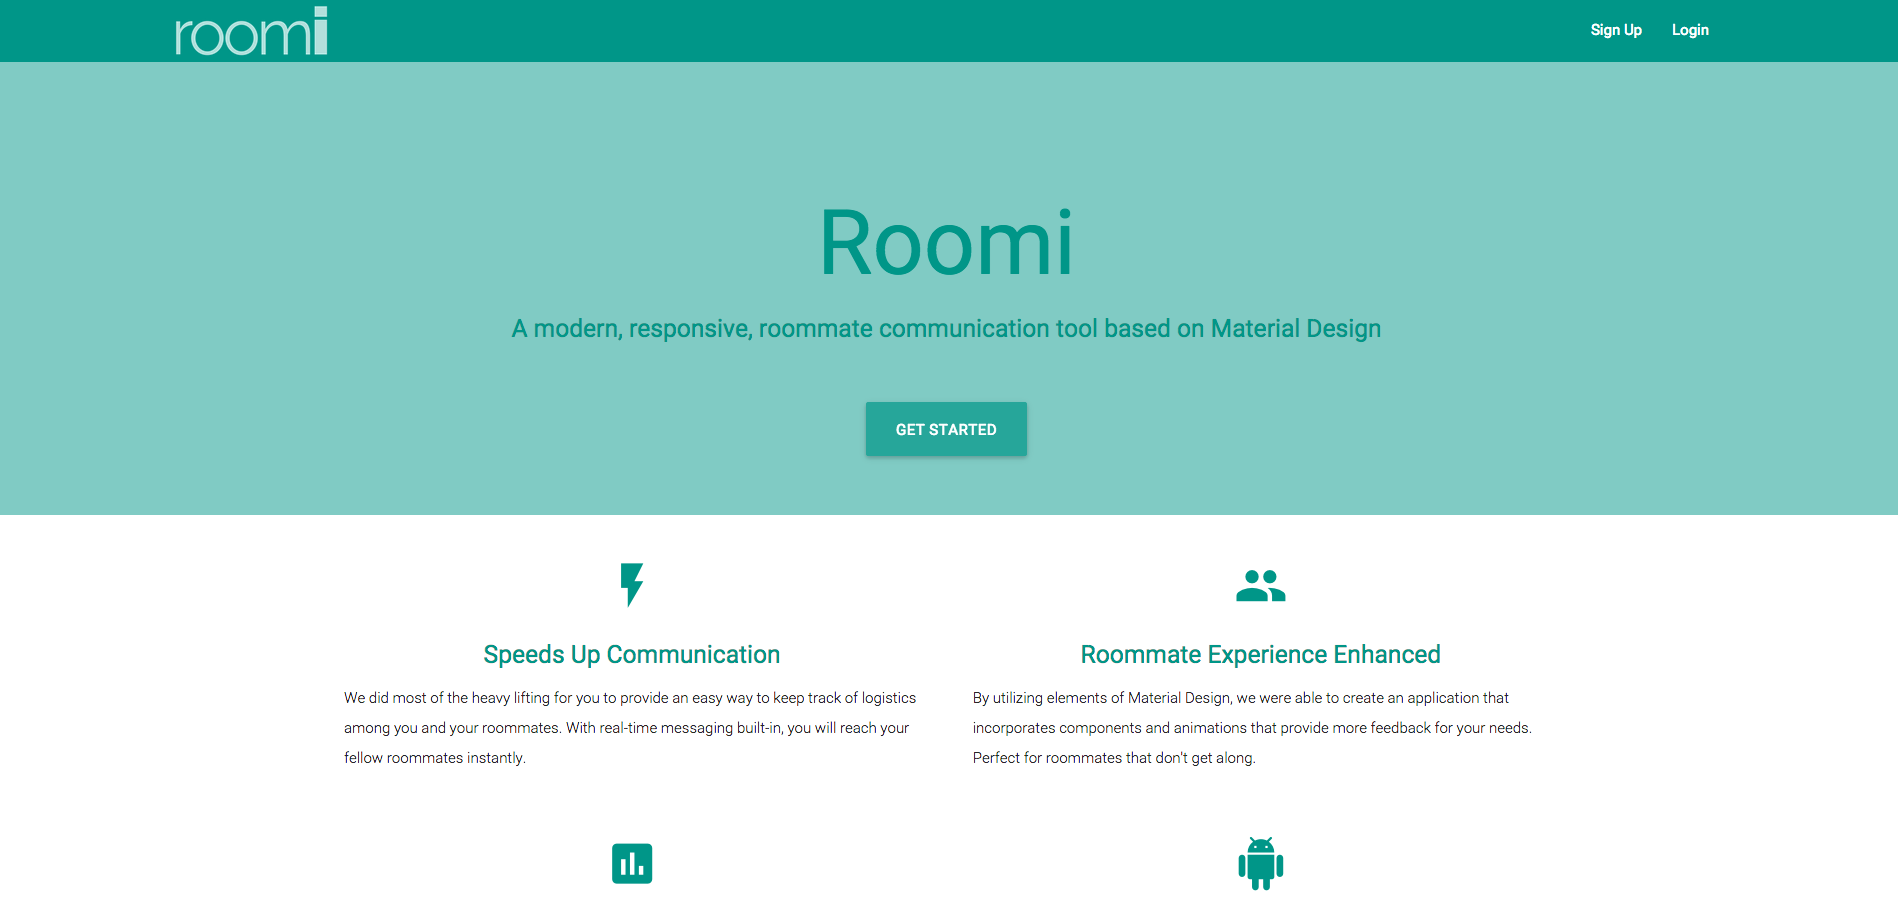 roomi
Sign Up Login
Roomi
A modern, responsive, roommate communication tool based on Material Design
GET STARTED
Speeds Up Communication
We did most of the heavy lifting for you to provide an easy way to keep track of logistics
among you and your roommates. With real-time messaging built-in, you will reach your
fellow roommates instantly.
Roommate Experience Enhanced
By utilizing elements of Material Design, we were able to create an application that
incorporates components and animations that provide more feedback for your needs.
Perfect for roommates that don't get along.